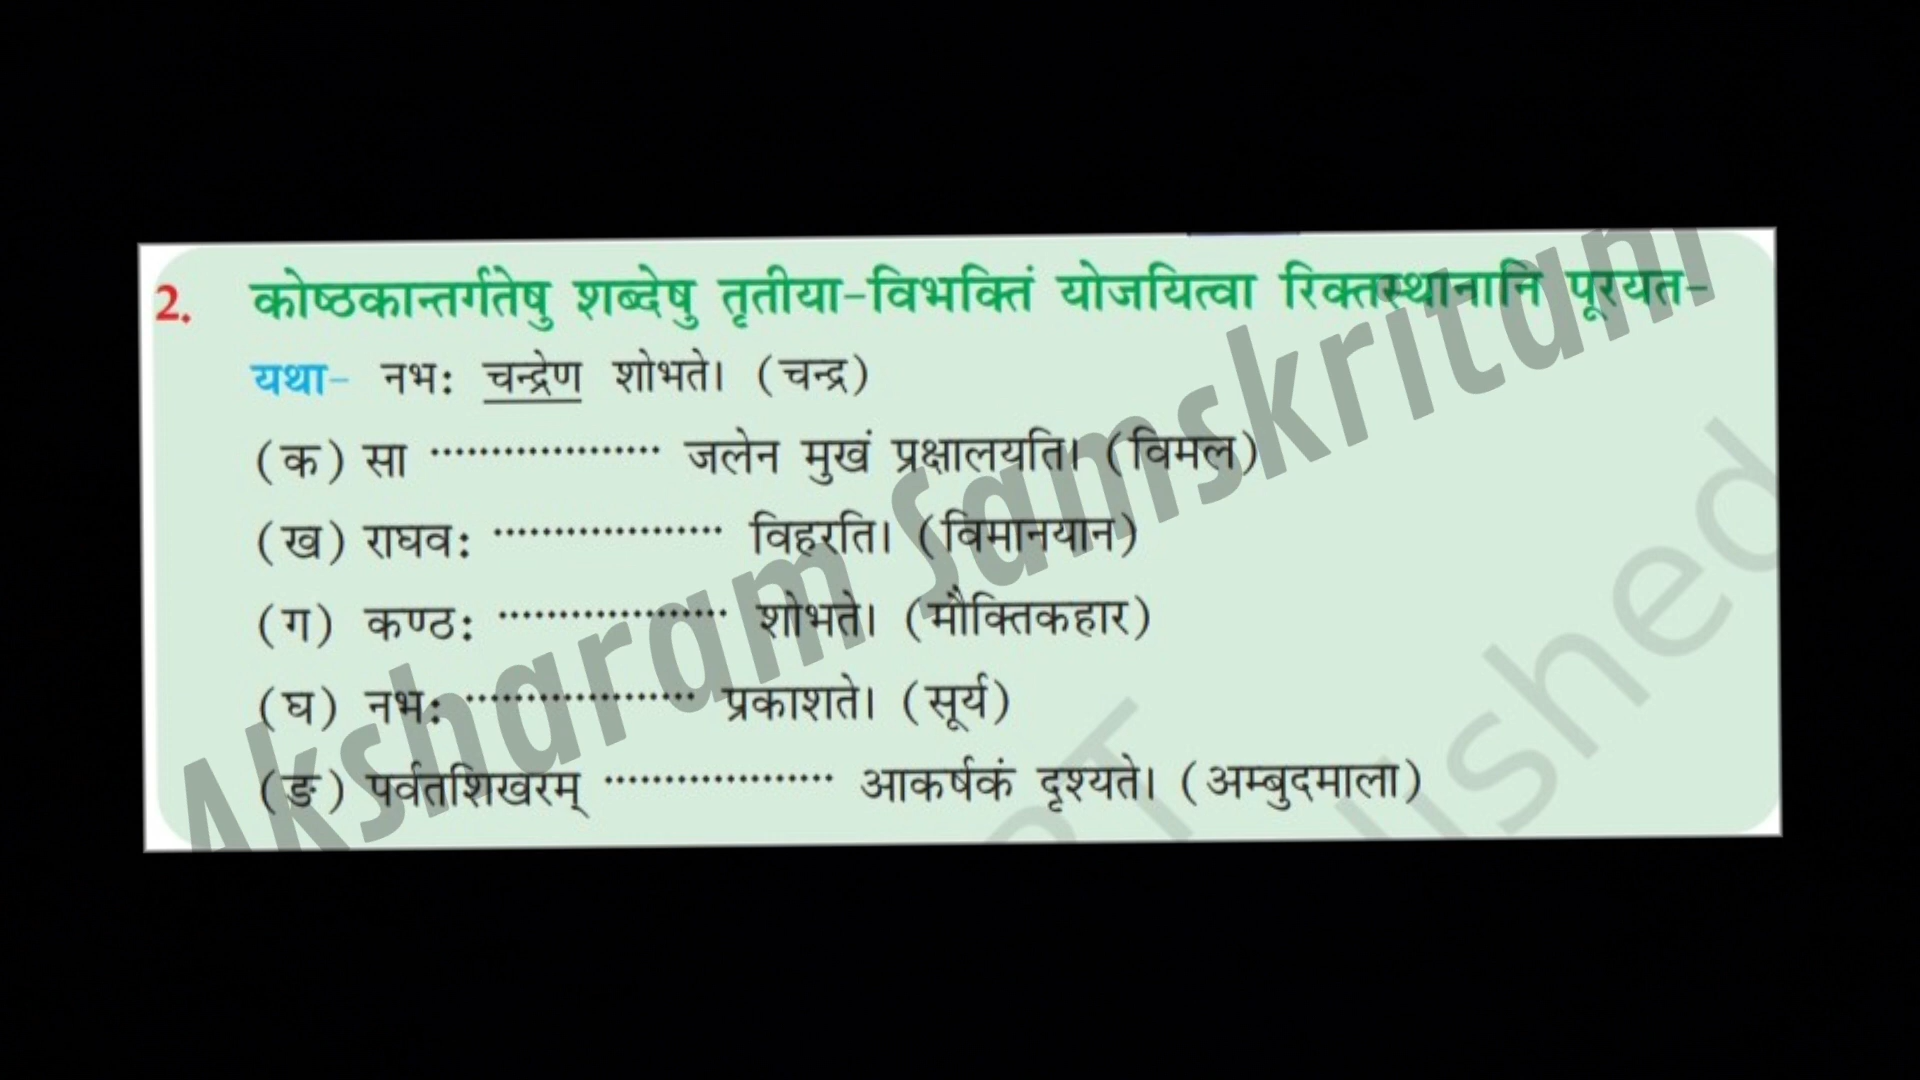 2. कोष्ठकान्तर्गतेषु शब्देषु तृतीया-विभक्तिं योजयित्वा रिक्तस्थानानि पूरयत-
यथा- नभः चन्द्रेण शोभते। (चन्द्र)
(क) सा ................... जलेन मुखं प्रक्षालयति। (विमल)
(ख) राघवः ................... विहरति। (विमानयान)
(ग) कण्ठः ................... शोभते। (मौक्तिकहार)
(घ) नभः ................... प्रकाशते। (सूर्य)
(ङ) पर्वतशिखरम् ................... आकर्षकं दृश्यते। (अम्बुदमाला)
Aksharam Samskritam